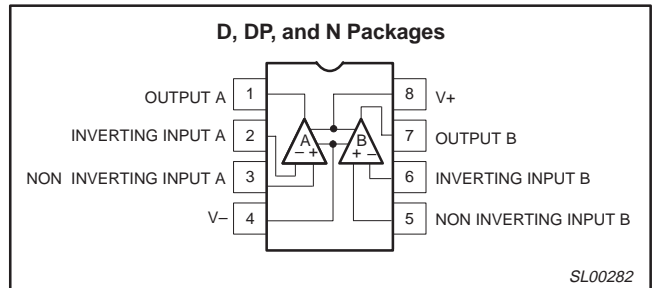 D, DP, and N Packages
OUTPUT A 1 8 V+
INVERTING INPUT A 2 7 OUTPUT B
A B
– + + –
NON INVERTING INPUT A 3 6 INVERTING INPUT B
V– 4 5 NON INVERTING INPUT B
SL00282